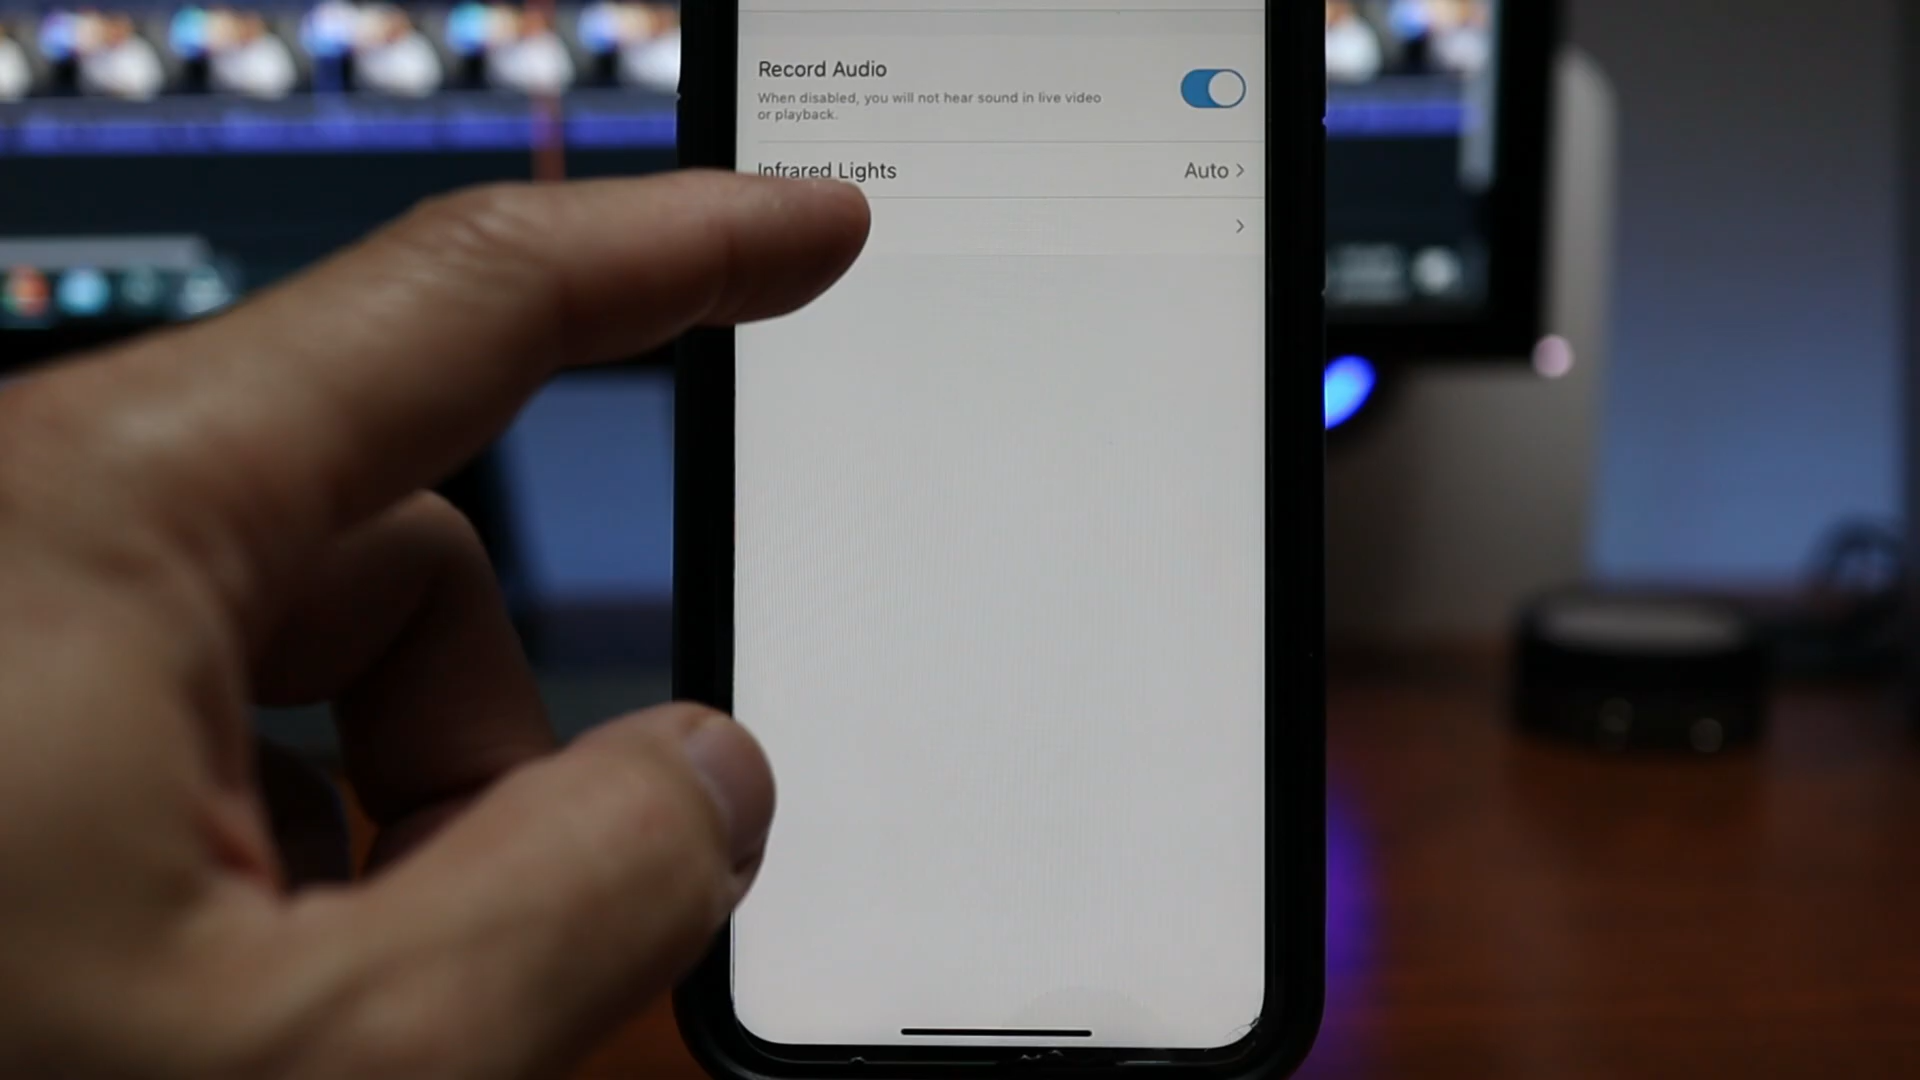 Record Audio
When disabled, you will not hear sound in live video
or playback.
Infrared Lights
Auto